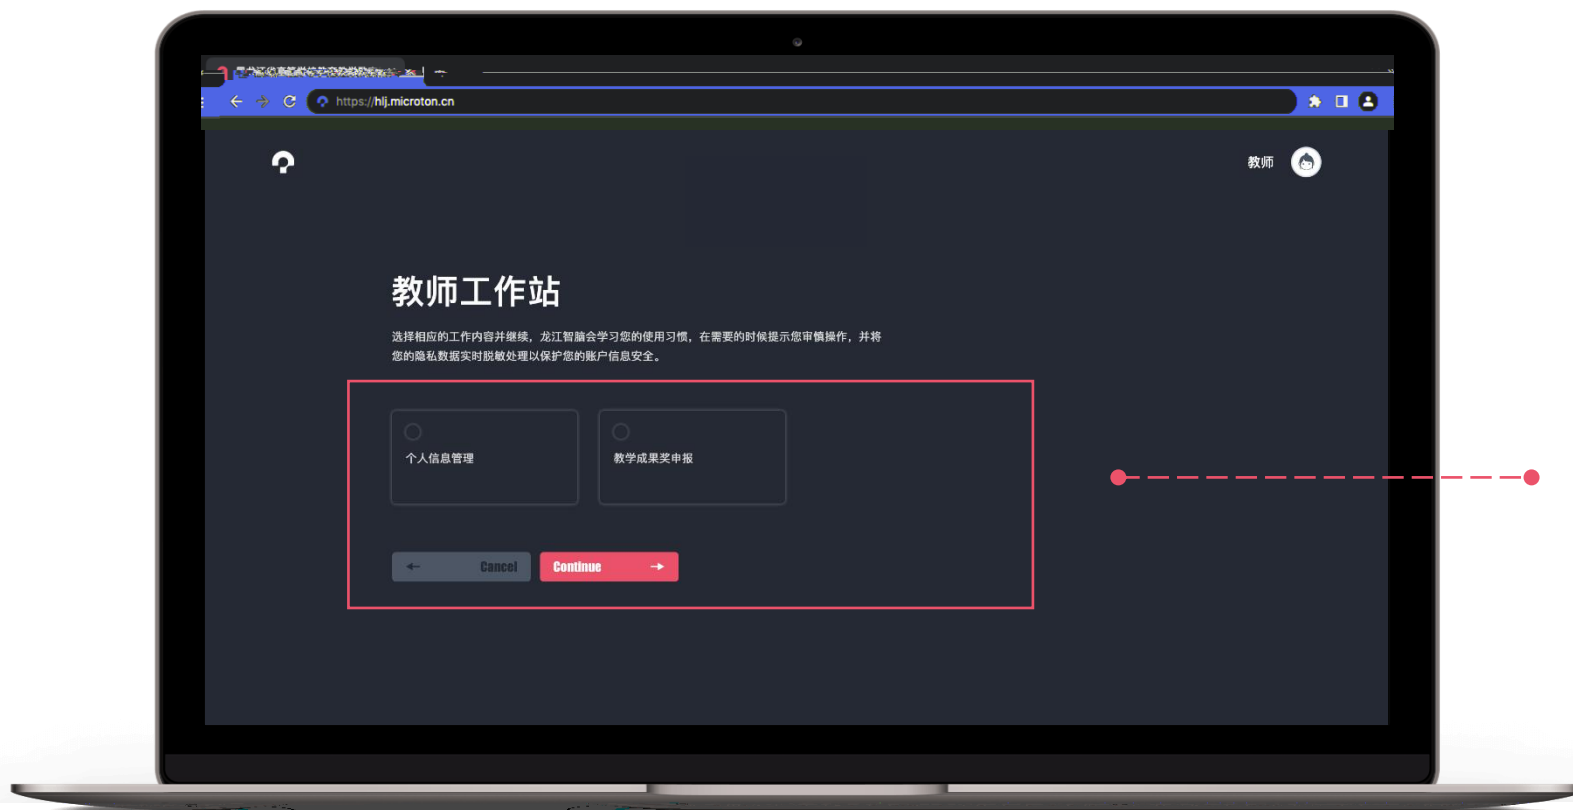 https://hlj.microton.cn
教师
教师工作站
选择相应的工作内容并继续，龙江智脑会学习您的使用习惯，在需要的时候提示您审慎操作，并将
您的隐私数据实时脱敏处理以保护您的账户信息安全。
个人信息管理
教学成果奖申报
Cancel
Continue